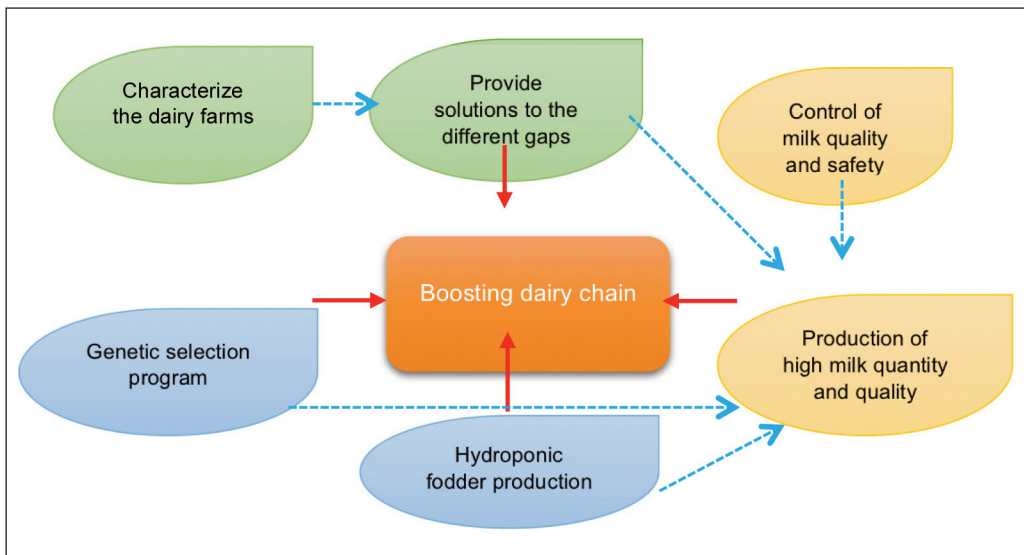 Characterize
the dairy farms
Provide
solutions to the
different gaps
Control of
milk quality
and safety
Boosting dairy chain
Genetic selection
program
Production of
high milk quantity
and quality
Hydroponic
fodder production